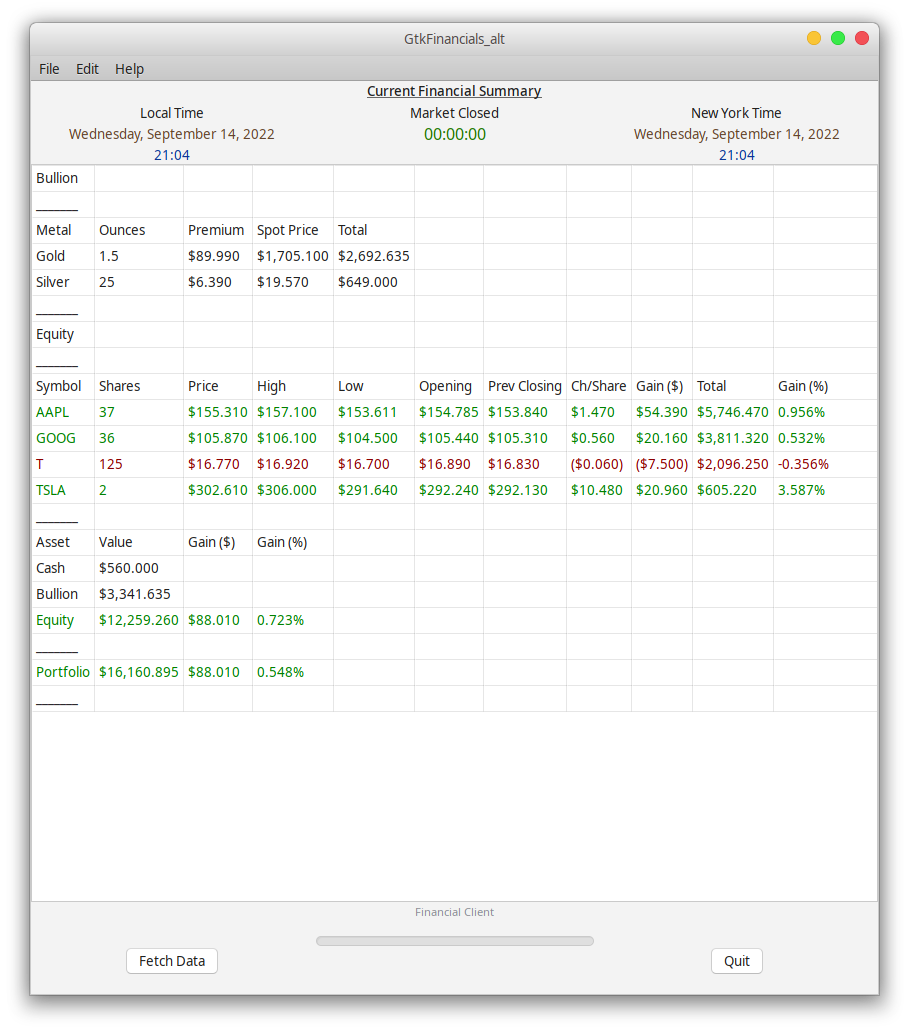 GtkFinancials_alt
File Edit Help
Current Financial Summary
Local Time Market Closed New York Time
Wednesday, September 14, 2022 00:00:00 Wednesday, September 14, 2022
21:04 21:04
Bullion
______
Metal Ounces Premium Spot Price Total
Gold 1.5 $89.990 $1,705.100 $2,692.635
Silver 25 $6.390 $19.570 $649.000
______
Equity
______
Symbol Shares Price High Low Opening Prev Closing Ch/Share Gain ($) Total Gain (%)
AAPL 37 $155.310 $157.100 $153.611 $154.785 $153.840 $1.470 $54.390 $5,746.470 0.956%
GOOG 36 $105.870 $106.100 $104.500 $105.440 $105.310 $0.560 $20.160 $3,811.320 0.532%
T 125 $16.770 $16.920 $16.700 $16.890 $16.830 ($0.060) ($7.500) $2,096.250 -0.356%
TSLA 2 $302.610 $306.000 $291.640 $292.240 $292.130 $10.480 $20.960 $605.220 3.587%
______
Asset Value Gain ($) Gain (%)
Cash $560.000
Bullion $3,341.635
Equity $12,259.260 $88.010 0.723%
______
Portfolio $16,160.895 $88.010 0.548%
______
Financial Client
Fetch Data Quit